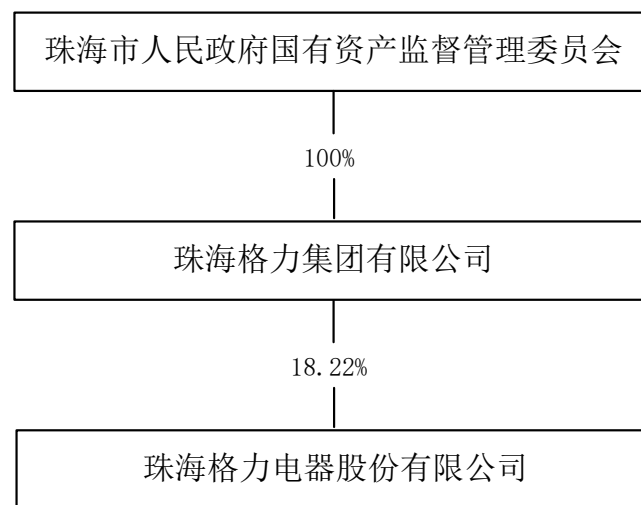 珠海市人民政府国有资产监督管理委员会
100%
珠海格力集团有限公司
18.22%
珠海格力电器股份有限公司